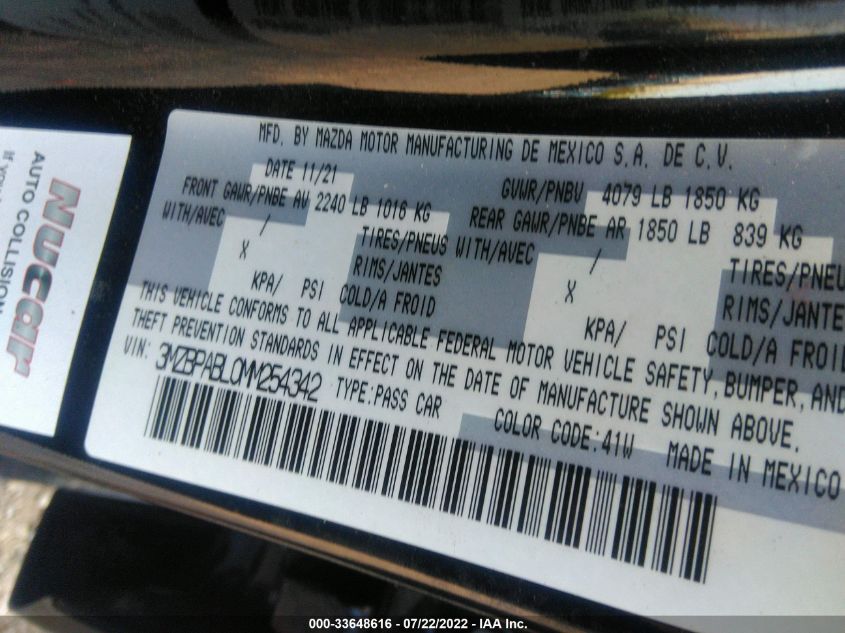 NUCar
AUTO COLLISION
MFD. BY MAZDA MOTOR MANUFACTURING DE MEXICO S.A. DE C.V.
DATE 11/21
GVWR/PNBV 4079 LB 1850 KG
FRONT GAWR/PNBE AV 2240 LB 1016 KG
REAR GAWR/PNBE AR 1850 LB 839 KG
WITH/AVEC / TIRES/PNEUS WITH/AVEC / TIRES/PNEU
X RIMS/JANTES X RIMS/JANTE
KPA/ PSI COLD/A FROID KPA/ PSI COLD/A FROI
THIS VEHICLE CONFORMS TO ALL APPLICABLE FEDERAL MOTOR VEHICLE SAFETY, BUMPER, AND
THEFT PREVENTION STANDARDS IN EFFECT ON THE DATE OF MANUFACTURE SHOWN ABOVE.
VIN: 3MZBPABL0NM254342 TYPE:PASS CAR
COLOR CODE:41W MADE IN MEXICO
000-33648616 - 07/22/2022 - IAA Inc.